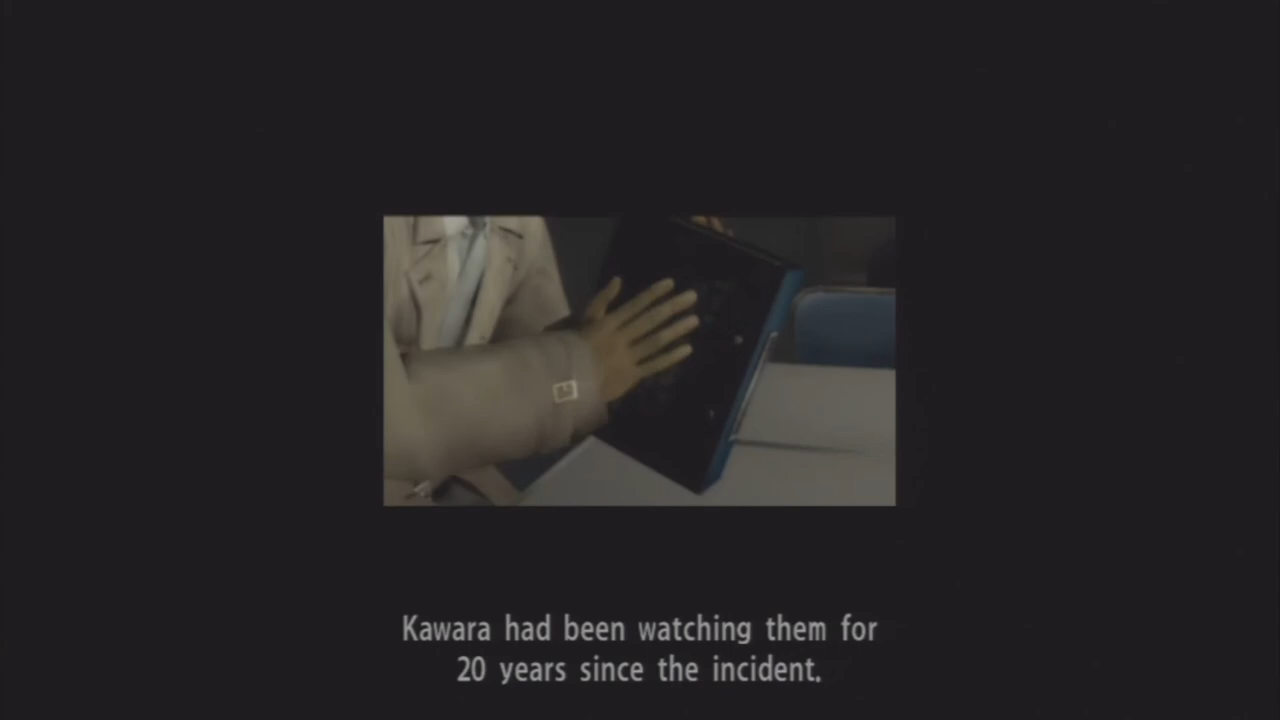 Kawara had been watching them for
20 years since the incident.